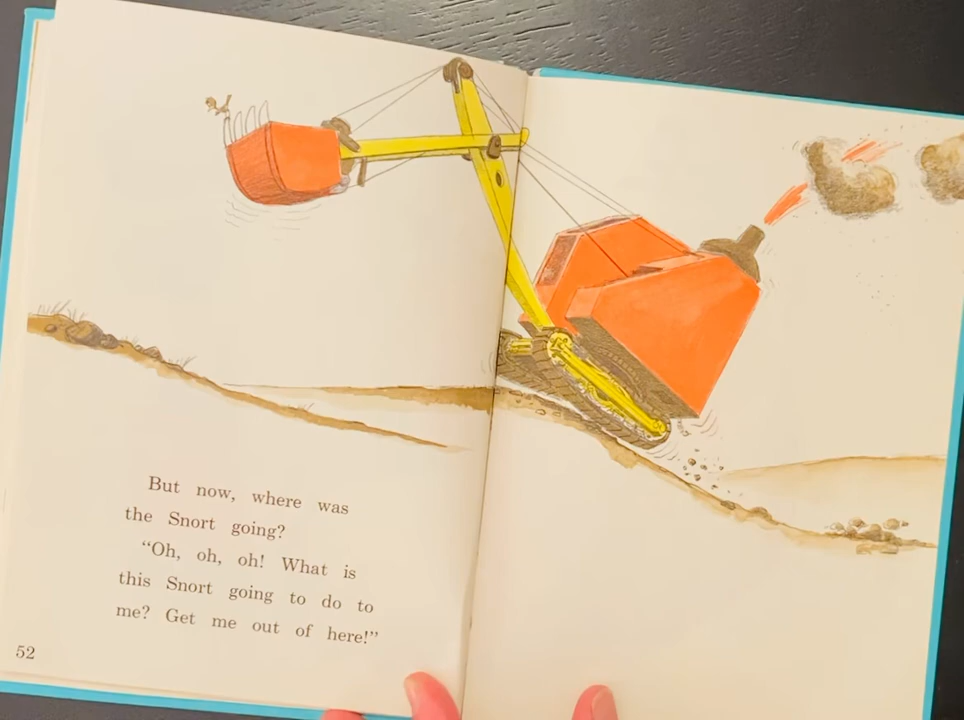 But now, where was
the Snort going?
“Oh, oh, oh! What is
this Snort going to do to
me? Get me out of here!”
52